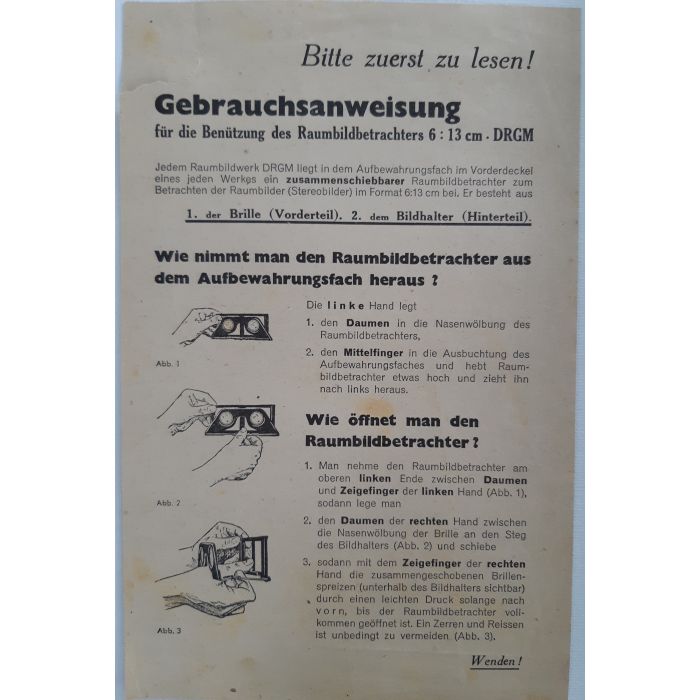 Bitte zuerst zu lesen!
Gebrauchsanweisung
für die Benützung des Raumbildbetrachters 6 : 13 cm · DRGM
Jedem Raumbildwerk DRGM liegt in dem Aufbewahrungsfach im Vorderdeckel
eines jeden Werkes ein zusammenschiebbarer Raumbildbetrachter zum
Betrachten der Raumbilder (Stereobilder) im Format 6:13 cm bei. Er besteht aus
1. der Brille (Vorderteil). 2. dem Bildhalter (Hinterteil).
Wie nimmt man den Raumbildbetrachter aus
dem Aufbewahrungsfach heraus ?
Die linke Hand legt
1. den Daumen in die Nasenwölbung des
Raumbildbetrachters,
2. den Mittelfinger in die Ausbuchtung des
Aufbewahrungsfaches und hebt Raum-
bildbetrachter etwas hoch und zieht ihn
nach links heraus.
Abb. 1
Wie öffnet man den
Raumbildbetrachter ?
1. Man nehme den Raumbildbetrachter am
oberen linken Ende zwischen Daumen
und Zeigefinger der linken Hand (Abb. 1),
sodann lege man
Abb. 2
2. den Daumen der rechten Hand zwischen
die Nasenwölbung der Brille an den Steg
des Bildhalters (Abb. 2) und schiebe
3. sodann mit dem Zeigefinger der rechten
Hand die zusammengeschobenen Brillen-
spreizen (unterhalb des Bildhalters sichtbar)
durch einen leichten Druck solange nach
vorn, bis der Raumbildbetrachter voll-
kommen geöffnet ist. Ein Zerren und Reissen
ist unbedingt zu vermeiden (Abb. 3).
Abb. 3
Wenden!